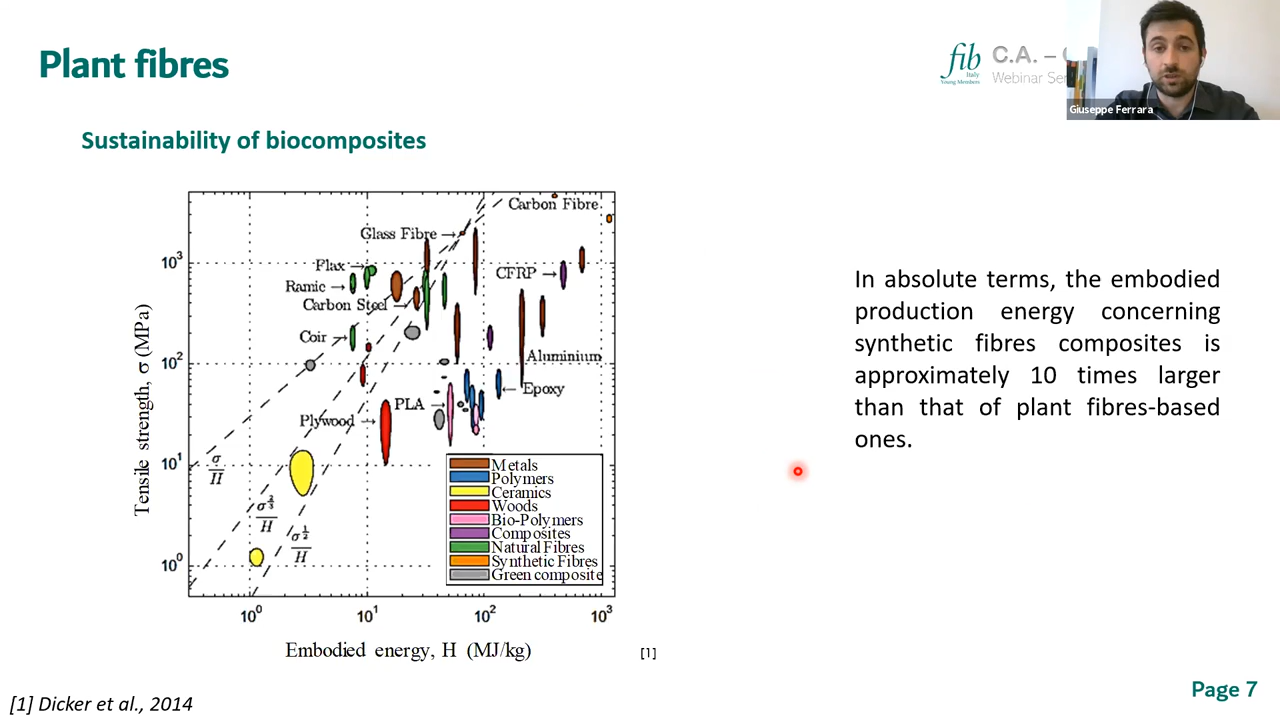 Plant fibres
fib
Italy
Young Members
C.A. –
Webinar Ser
Giuseppe Ferrara
Sustainability of biocomposites
Carbon Fibre
Glass Fibre
Flax
Ramie
CFRP
Carbon Steel
Coir
Aluminium
Epoxy
PLA
Plywood
σ
H
σ 2/3
H
σ 1/2
H
Metals
Polymers
Ceramics
Woods
Bio-Polymers
Composites
Natural Fibres
Synthetic Fibres
Green composite
Tensile strength, σ (MPa)
10³
10²
10¹
10⁰
10⁰ 10¹ 10² 10³
Embodied energy, H (MJ/kg)
[1]
In absolute terms, the embodied
production energy concerning
synthetic fibres composites is
approximately 10 times larger
than that of plant fibres-based
ones.
[1] Dicker et al., 2014
Page 7